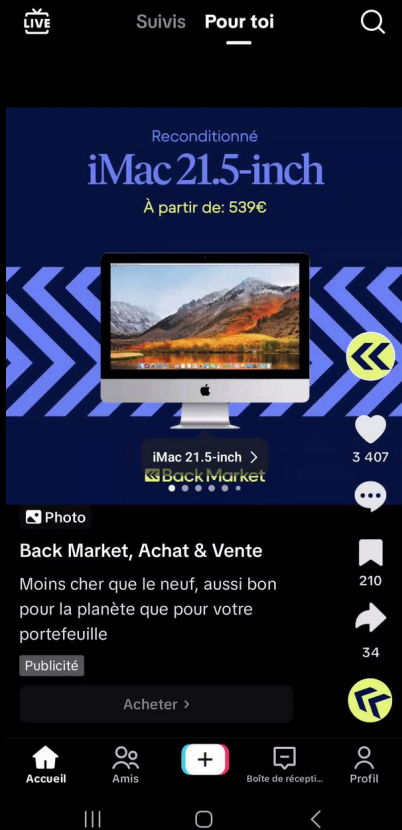 LIVE
Suivis Pour toi
Reconditionné
iMac 21.5-inch
À partir de: 539€
iMac 21.5-inch
Back Market
3 407
Photo
Back Market, Achat & Vente
Moins cher que le neuf, aussi bon
pour la planète que pour votre
portefeuille
210
34
Publicité
Acheter
Accueil Amis Boîte de récepti... Profil